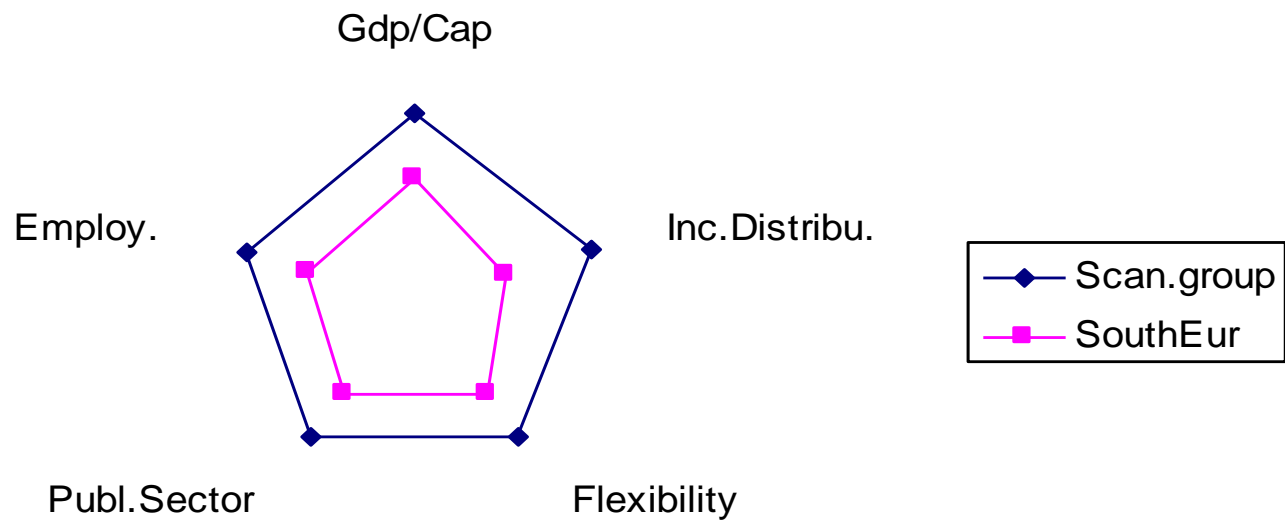 Gdp/Cap
Employ.
Inc.Distribu.
Scan.group
SouthEur
Publ.Sector
Flexibility